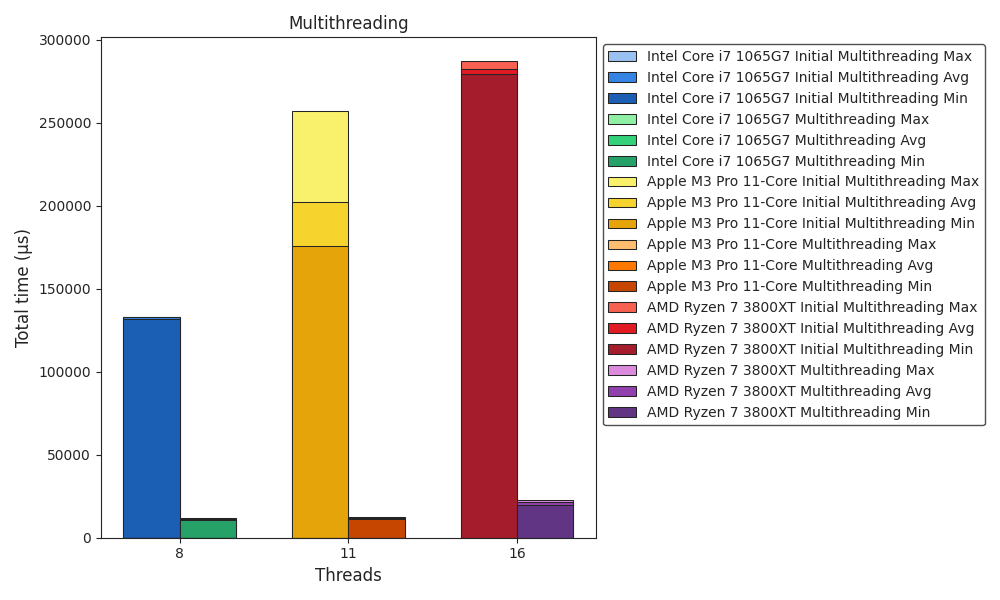 Multithreading
300000
250000
200000
150000
100000
50000
0
Total time (µs)
8
11
16
Threads
Intel Core i7 1065G7 Initial Multithreading Max
Intel Core i7 1065G7 Initial Multithreading Avg
Intel Core i7 1065G7 Initial Multithreading Min
Intel Core i7 1065G7 Multithreading Max
Intel Core i7 1065G7 Multithreading Avg
Intel Core i7 1065G7 Multithreading Min
Apple M3 Pro 11-Core Initial Multithreading Max
Apple M3 Pro 11-Core Initial Multithreading Avg
Apple M3 Pro 11-Core Initial Multithreading Min
Apple M3 Pro 11-Core Multithreading Max
Apple M3 Pro 11-Core Multithreading Avg
Apple M3 Pro 11-Core Multithreading Min
AMD Ryzen 7 3800XT Initial Multithreading Max
AMD Ryzen 7 3800XT Initial Multithreading Avg
AMD Ryzen 7 3800XT Initial Multithreading Min
AMD Ryzen 7 3800XT Multithreading Max
AMD Ryzen 7 3800XT Multithreading Avg
AMD Ryzen 7 3800XT Multithreading Min